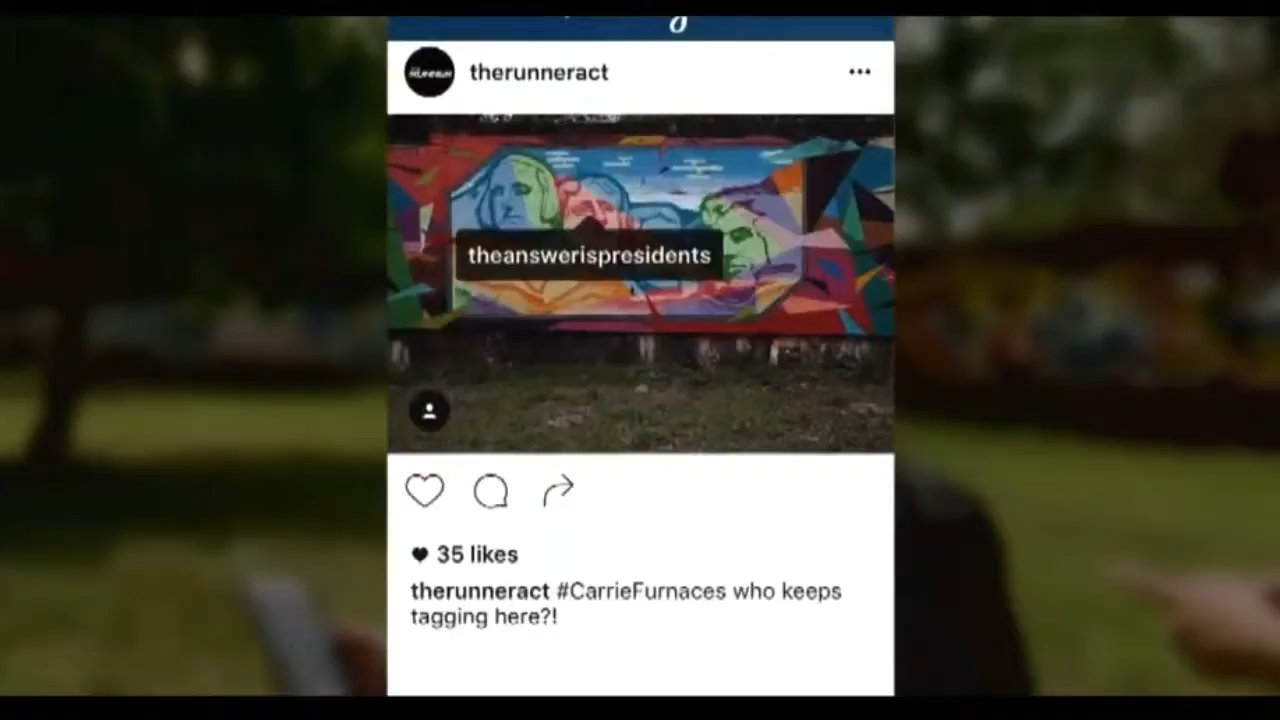 therunneract
theanswerispresidents
35 likes
therunneract #CarrieFurnaces who keeps
tagging here?!